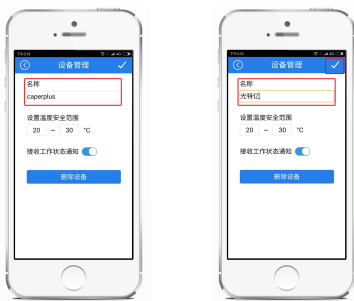 设备管理
名称
caperplus
设置温度安全范围
20 ~ 30 °C
接收工作状态通知
删除设备
设备管理
名称
光特亿
设置温度安全范围
20 ~ 30 °C
接收工作状态通知
删除设备